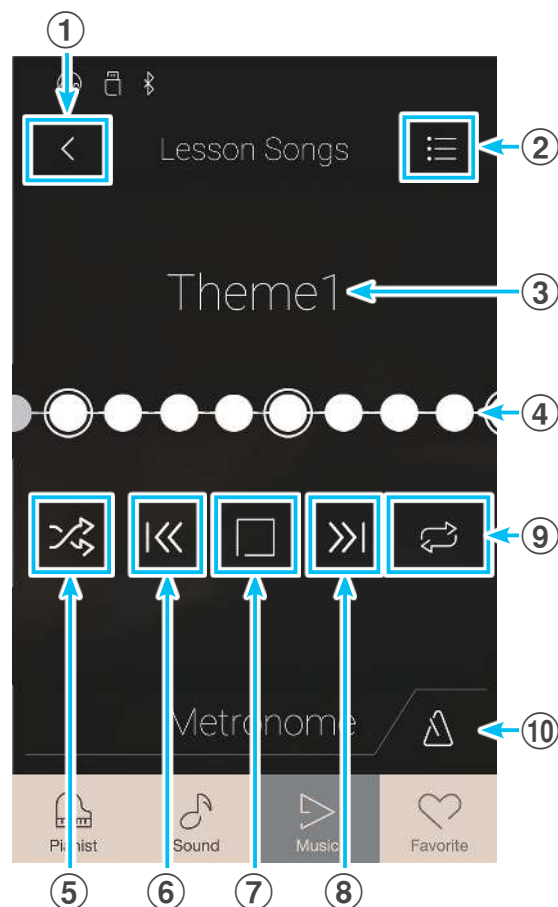 ①
Lesson Songs
②
Theme1
③
④
⑨
Metronome
⑩
Pianist Sound Music Favorite
⑤ ⑥ ⑦ ⑧